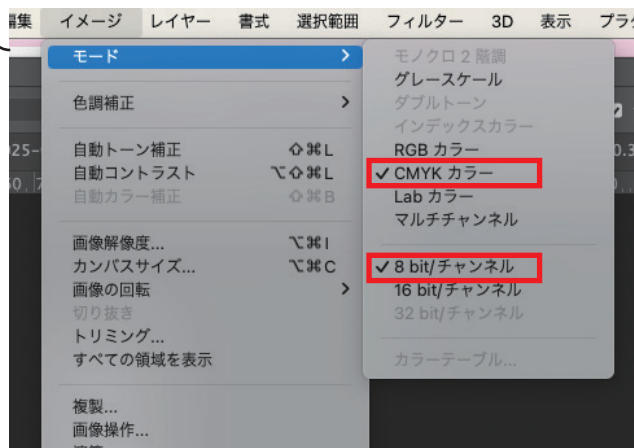 編集 イメージ レイヤー 書式 選択範囲 フィルター 3D 表示 プラグ
モード
色調補正
自動トーン補正 ⇧⌘L
自動コントラスト ⌥⇧⌘L
自動カラー補正 ⇧⌘B
画像解像度... ⌥⌘I
カンバスサイズ... ⌥⌘C
画像の回転
切り抜き
トリミング...
すべての領域を表示
複製...
画像操作...
モノクロ 2 階調
グレースケール
ダブルトーン
インデックスカラー
RGB カラー
✓ CMYK カラー
Lab カラー
マルチチャンネル
✓ 8 bit/チャンネル
16 bit/チャンネル
32 bit/チャンネル
カラーテーブル...